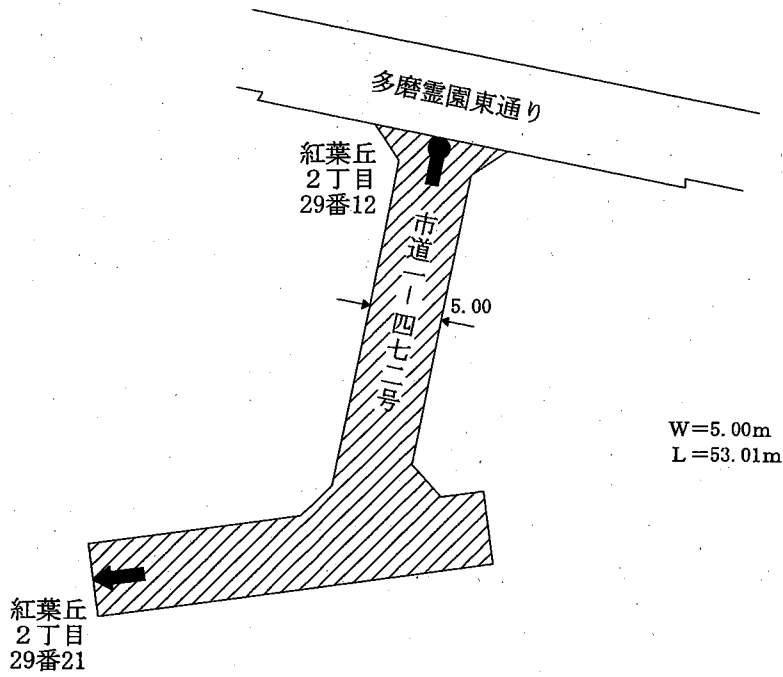 多磨霊園東通り
紅葉丘
2丁目
29番12
市道一ー四七二号
5.00
W=5.00m
L=53.01m
紅葉丘
2丁目
29番21